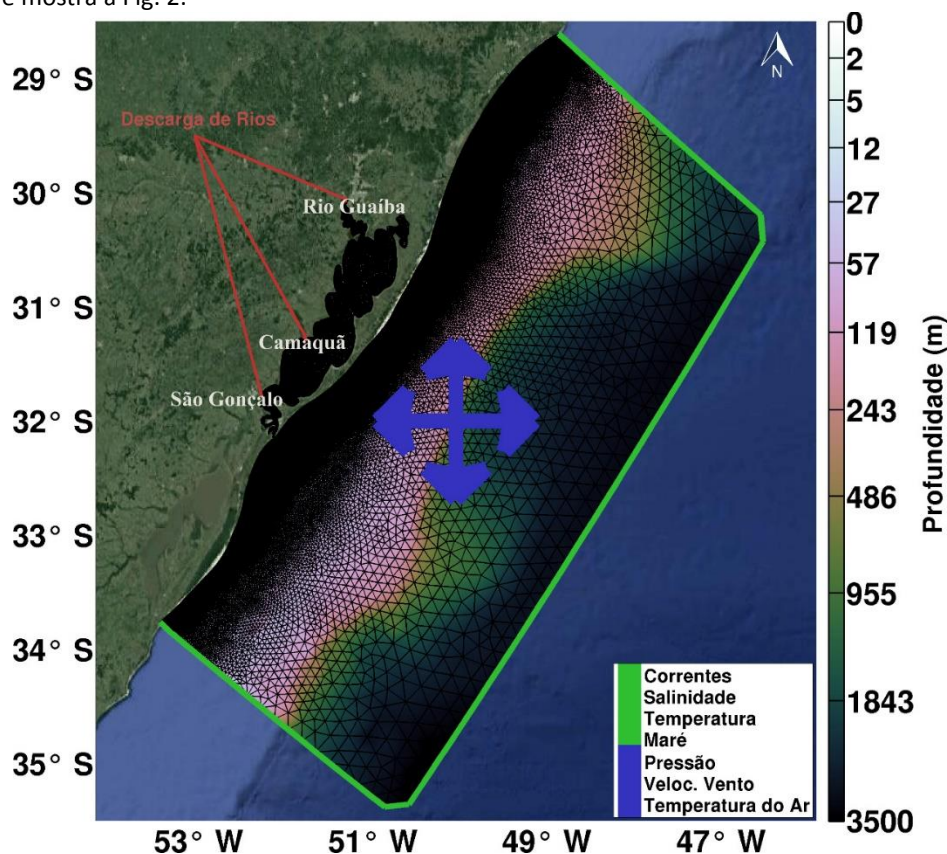 e mostra a Fig. 2.
29° S
30° S
31° S
32° S
33° S
34° S
35° S
53° W
51° W
49° W
47° W
Descarga de Rios
Rio Guaíba
Camaquã
São Gonçalo
N
Correntes
Salinidade
Temperatura
Maré
Pressão
Veloc. Vento
Temperatura do Ar
0
2
5
12
27
57
119
243
486
955
1843
3500
Profundidade (m)